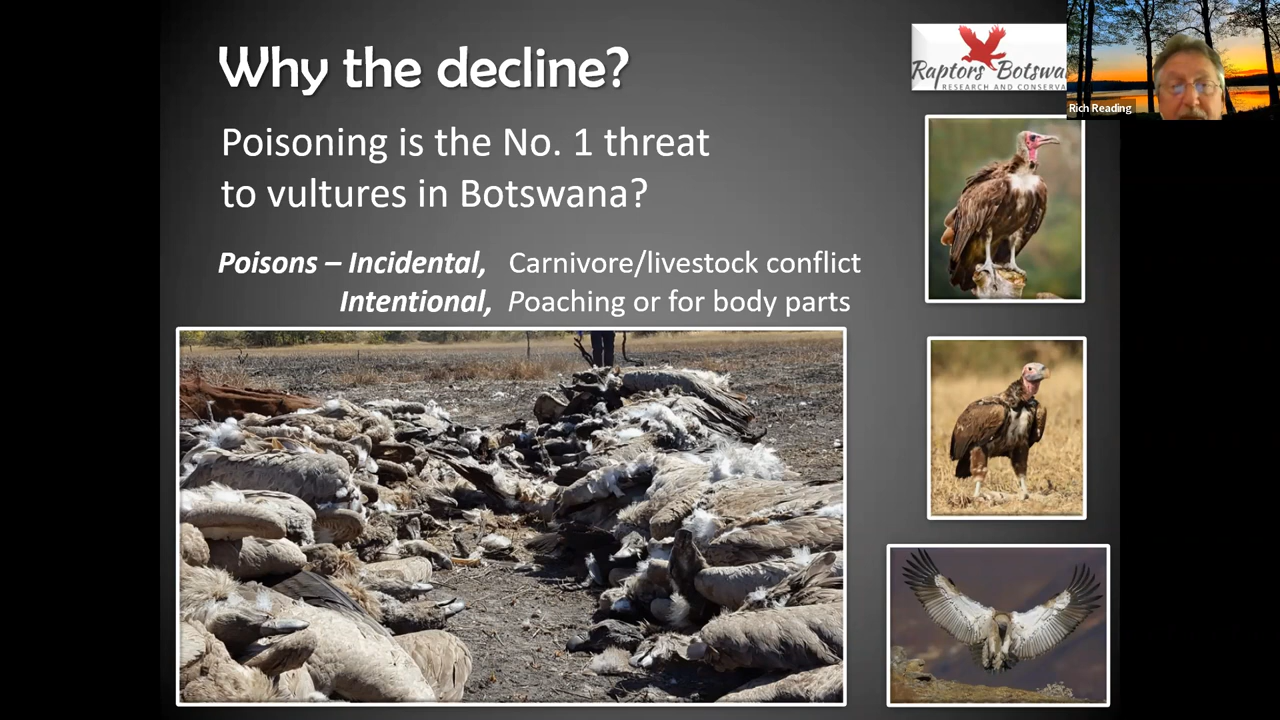 Why the decline?
Poisoning is the No. 1 threat
to vultures in Botswana?
Poisons – Incidental, Carnivore/livestock conflict
Intentional, Poaching or for body parts
Raptors Botswa
RESEARCH AND CONSERVA
Rich Reading